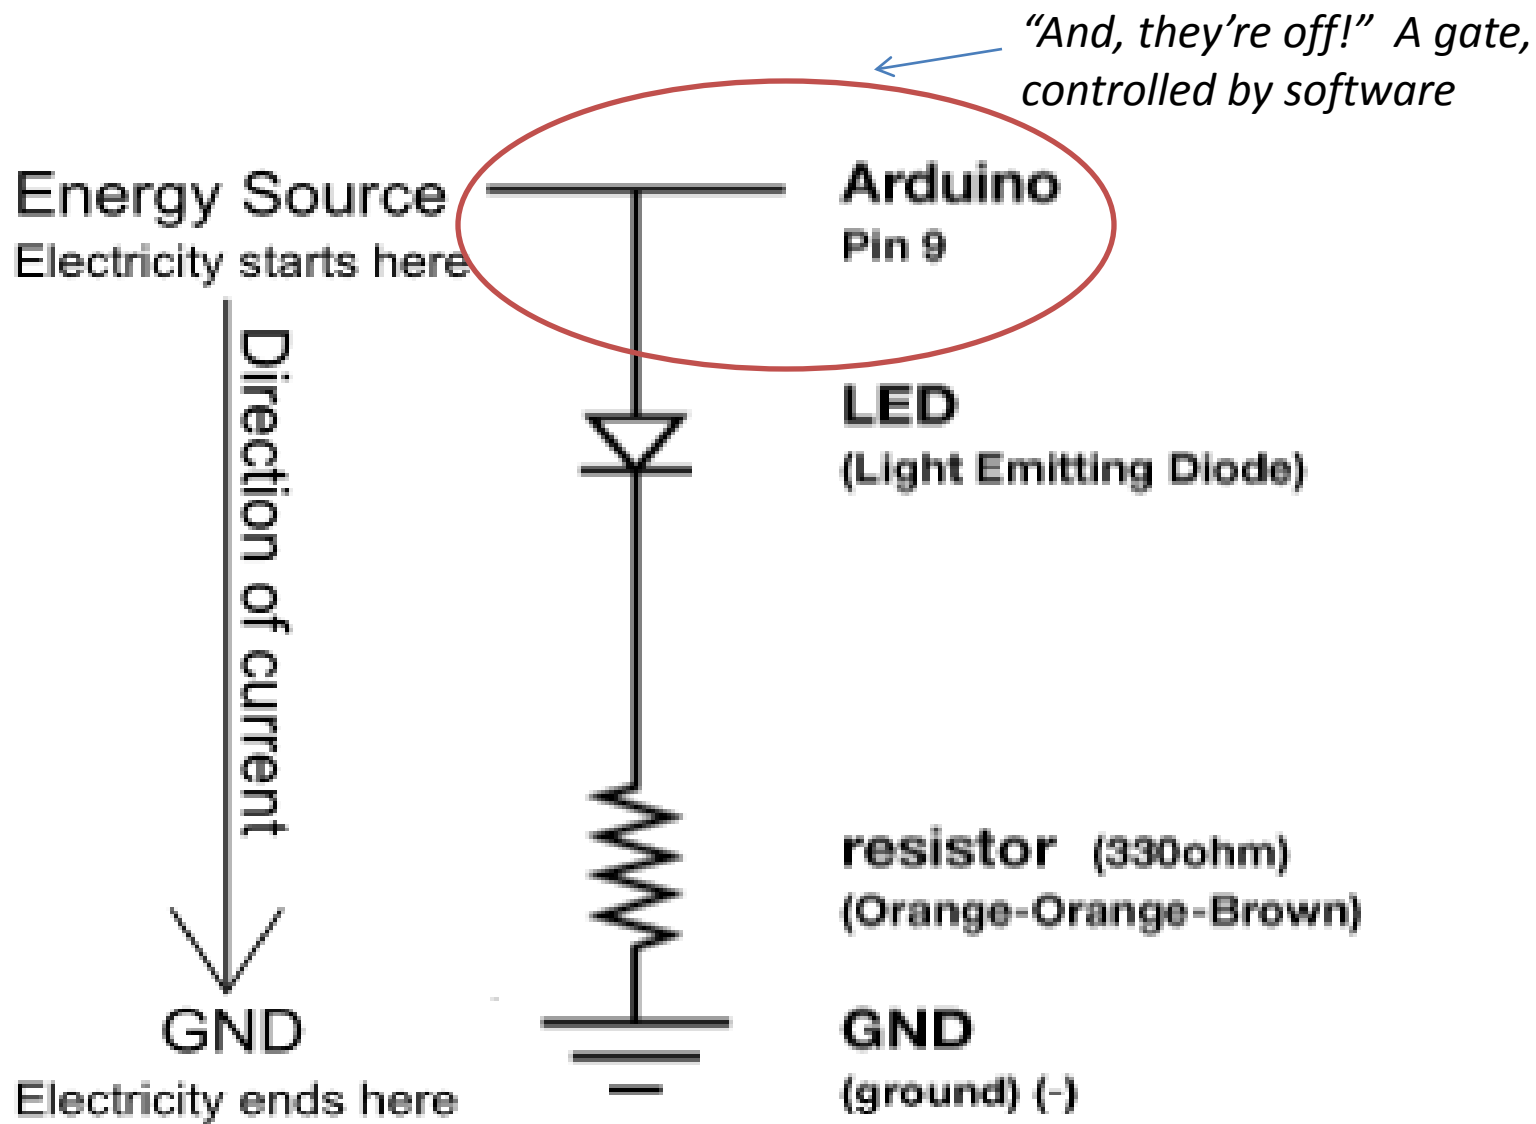 “And, they’re off!” A gate,
controlled by software
Energy Source
Electricity starts here
Direction of current
GND
Electricity ends here
Arduino
Pin 9
LED
(Light Emitting Diode)
resistor (330ohm)
(Orange-Orange-Brown)
GND
(ground) (-)